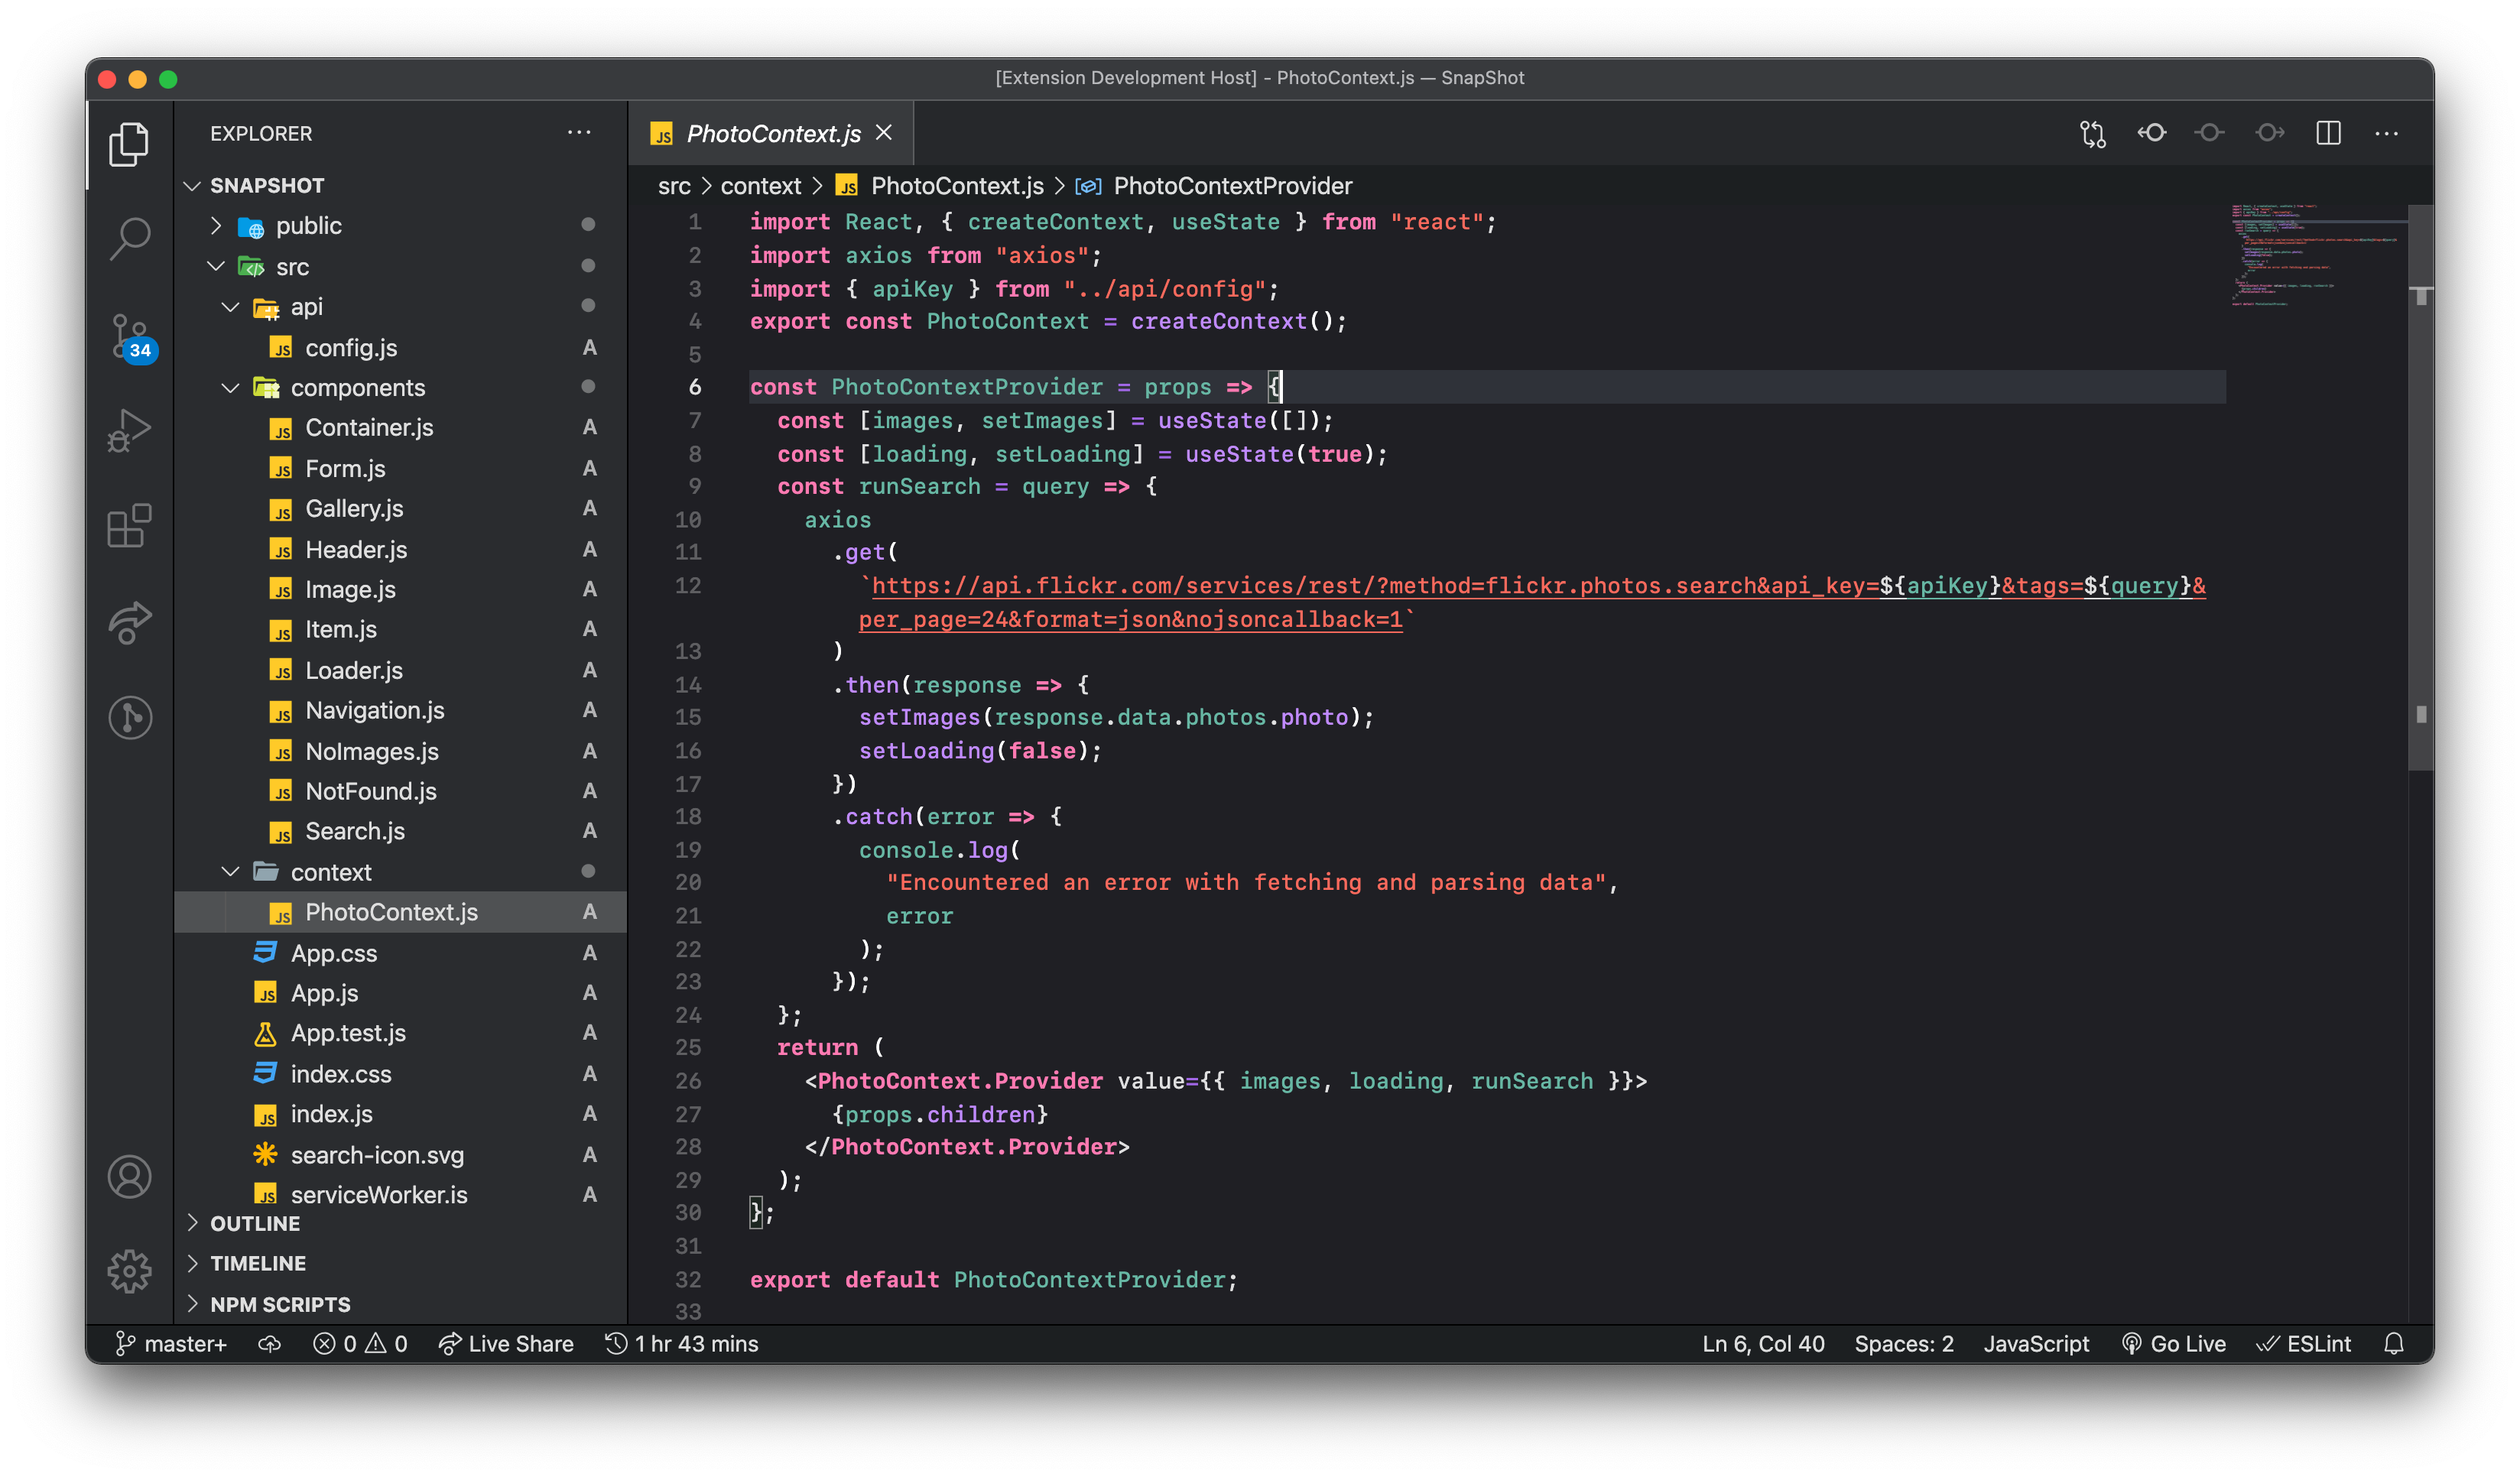 [Extension Development Host] - PhotoContext.js — SnapShot
EXPLORER
SNAPSHOT
public
src
api
config.js A
components
Container.js A
Form.js A
Gallery.js A
Header.js A
Image.js A
Item.js A
Loader.js A
Navigation.js A
NoImages.js A
NotFound.js A
Search.js A
context
PhotoContext.js A
App.css A
App.js A
App.test.js A
index.css A
index.js A
search-icon.svg A
serviceWorker.js A
OUTLINE
TIMELINE
NPM SCRIPTS
34
JS PhotoContext.js
src > context > JS PhotoContext.js > PhotoContextProvider
1 import React, { createContext, useState } from "react";
2 import axios from "axios";
3 import { apiKey } from "../api/config";
4 export const PhotoContext = createContext();
5
6 const PhotoContextProvider = props => {
7   const [images, setImages] = useState([]);
8   const [loading, setLoading] = useState(true);
9   const runSearch = query => {
10     axios
11       .get(
12         `https://api.flickr.com/services/rest/?method=flickr.photos.search&api_key=${apiKey}&tags=${query}&
per_page=24&format=json&nojsoncallback=1`
13       )
14       .then(response => {
15         setImages(response.data.photos.photo);
16         setLoading(false);
17       })
18       .catch(error => {
19         console.log(
20           "Encountered an error with fetching and parsing data",
21           error
22         );
23       });
24   };
25   return (
26     <PhotoContext.Provider value={{ images, loading, runSearch }}>
27       {props.children}
28     </PhotoContext.Provider>
29   );
30 };
31
32 export default PhotoContextProvider;
33
master+ 0 0 Live Share 1 hr 43 mins Ln 6, Col 40 Spaces: 2 JavaScript Go Live ESLint